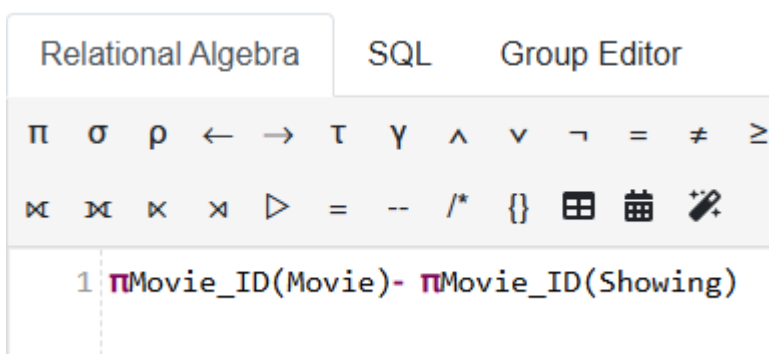 Relational Algebra SQL Group Editor
π σ ρ ← → τ γ ∧ ∨ ¬ = ≠ ≥
⟕ ⟗ ⋉ ⋊ ▷ = -- /* {}
1 πMovie_ID(Movie)- πMovie_ID(Showing)